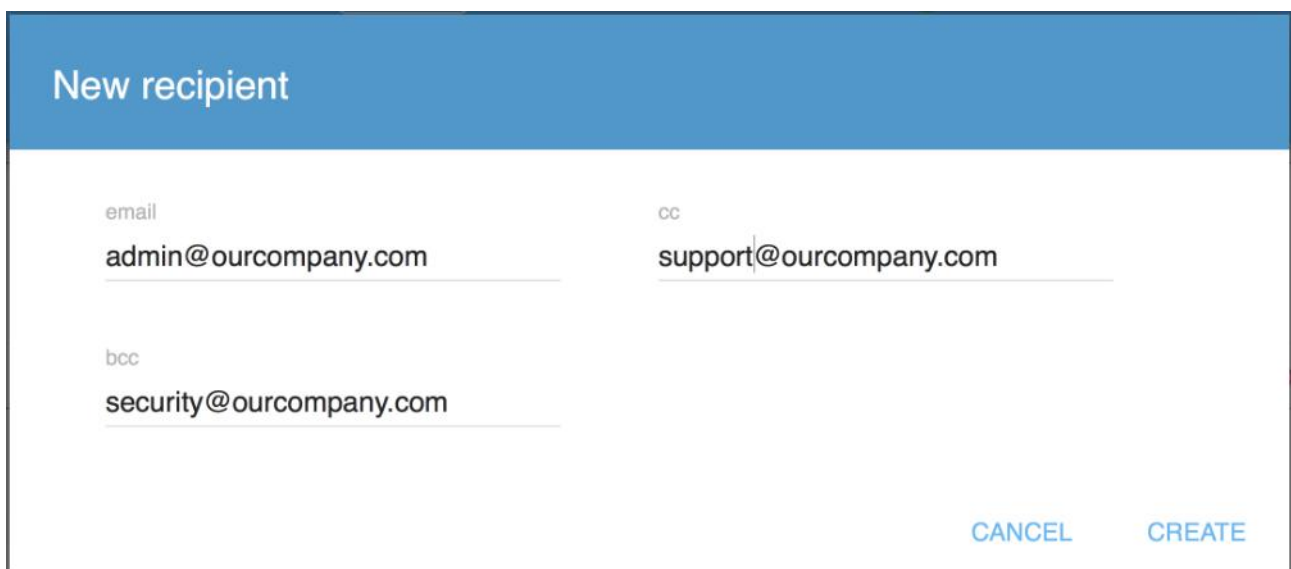 New recipient
email
cc
admin@ourcompany.com
support@ourcompany.com
bcc
security@ourcompany.com
CANCEL
CREATE